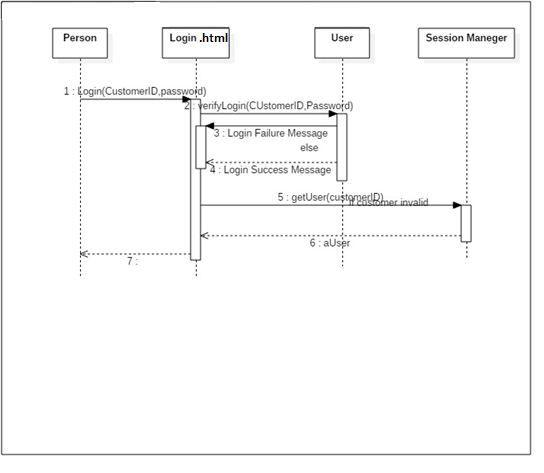 Person
Login .html
User
Session Maneger
1 : Login(CustomerID,password)
2 : verifyLogin(CUstomerID,Password)
3 : Login Failure Message
else
4 : Login Success Message
5 : getUser(customerID)
if customer invalid
6 : aUser
7 :